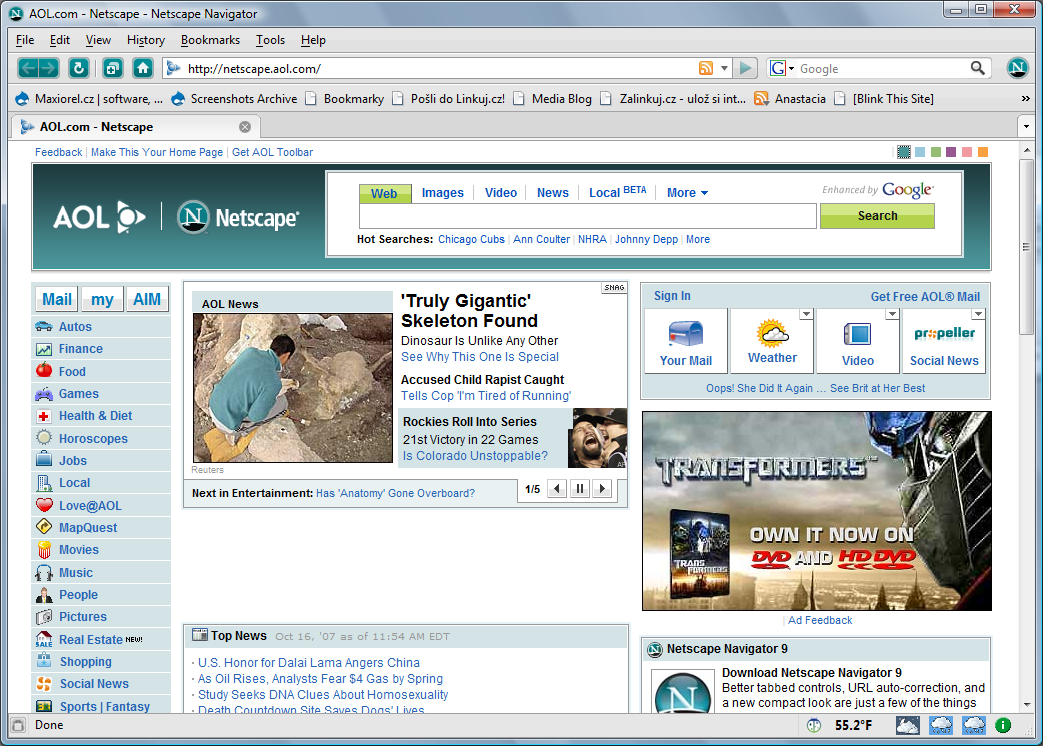 AOL.com - Netscape - Netscape Navigator
File Edit View History Bookmarks Tools Help
http://netscape.aol.com/
G Google
N
Maxiorel.cz | software, ... Screenshots Archive Bookmarky Pošli do Linkuj.cz! Media Blog Zalinkuj.cz - ulož si int... Anastacia [Blink This Site] »
AOL.com - Netscape
Feedback | Make This Your Home Page | Get AOL Toolbar
AOL | N Netscape®
Web Images Video News Local BETA More
Enhanced by Google™
Search
Hot Searches: Chicago Cubs | Ann Coulter | NHRA | Johnny Depp | More
Mail my AIM
Autos
Finance
Food
Games
Health & Diet
Horoscopes
Jobs
Local
Love@AOL
MapQuest
Movies
Music
People
Pictures
SALE Real Estate NEW!
Shopping
Social News
Sports | Fantasy
SNAG
AOL News
Reuters
'Truly Gigantic'
Skeleton Found
Dinosaur Is Unlike Any Other
See Why This One Is Special
Accused Child Rapist Caught
Tells Cop 'I'm Tired of Running'
Rockies Roll Into Series
21st Victory in 22 Games
Is Colorado Unstoppable?
Next in Entertainment: Has 'Anatomy' Gone Overboard?
1/5
Top News Oct 16, '07 as of 11:54 AM EDT
· U.S. Honor for Dalai Lama Angers China
· As Oil Rises, Analysts Fear $4 Gas by Spring
· Study Seeks DNA Clues About Homosexuality
· Death Countdown Site Saves Dogs' Lives
Sign In Get Free AOL® Mail
Your Mail
Weather
Video
propeller
Social News
Oops! She Did It Again ... See Brit at Her Best
TRANSFORMERS
TRANSFORMERS
OWN IT NOW ON
DVD AND HD DVD
| Ad Feedback
N Netscape Navigator 9
N
Download Netscape Navigator 9
Better tabbed controls, URL auto-correction, and
a new compact look are just a few of the things
Done
55.2°F